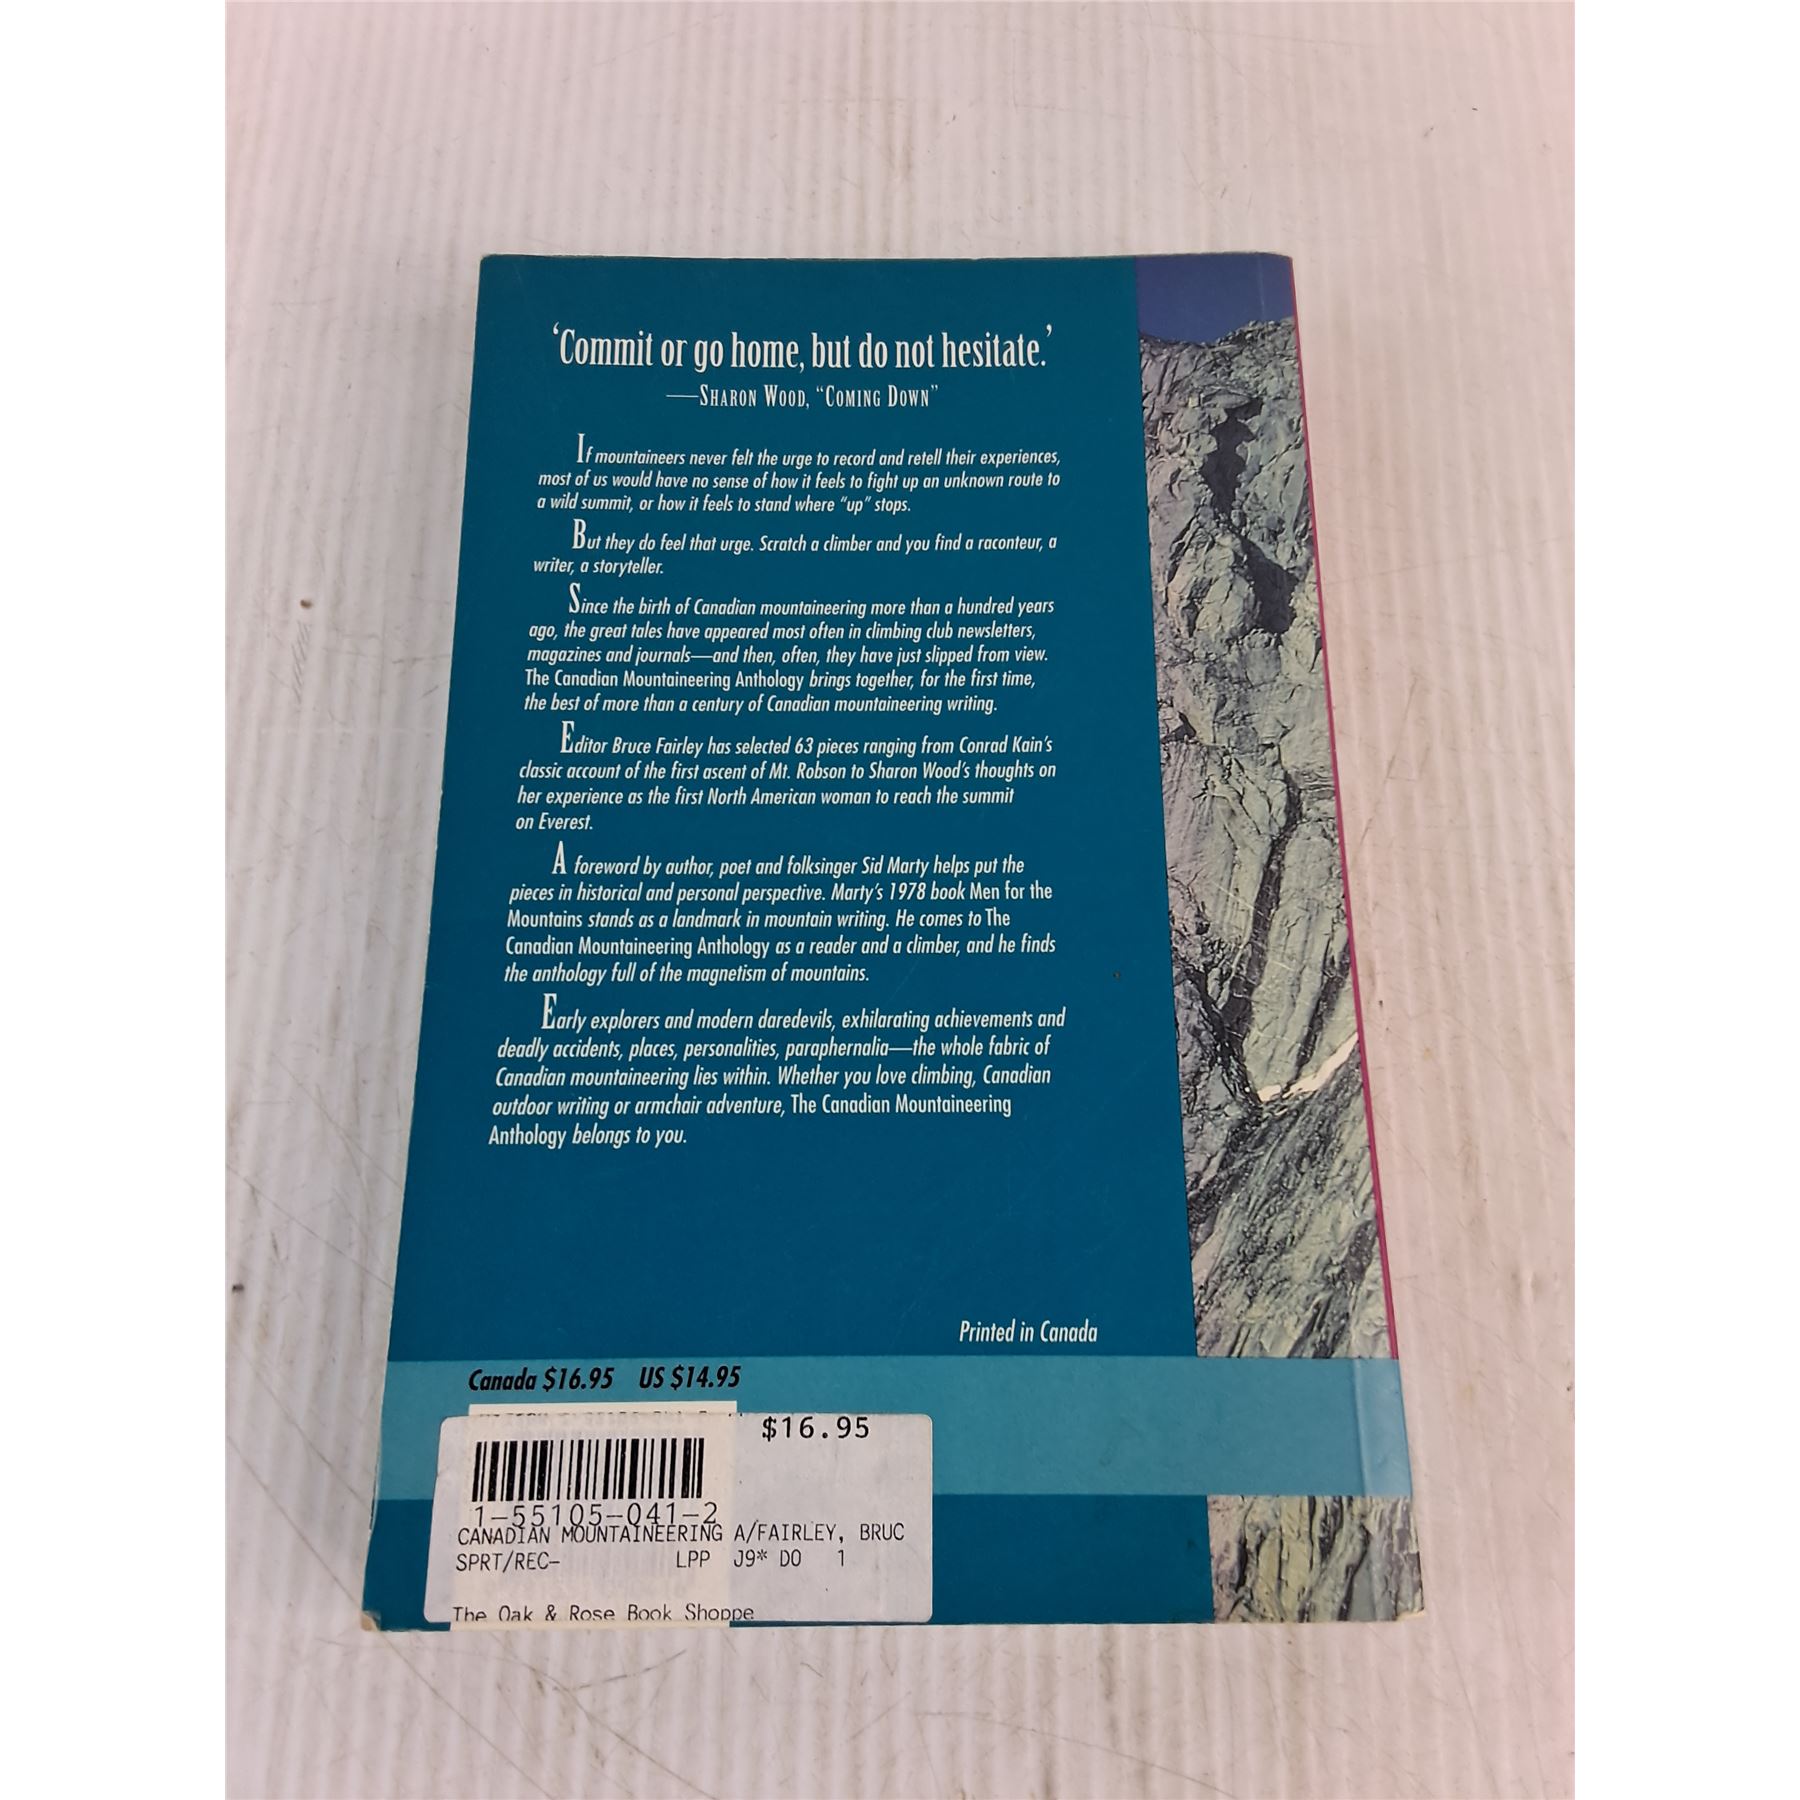 ‘Commit or go home, but do not hesitate.’
—SHARON WOOD, “COMING DOWN”
If mountaineers never felt the urge to record and retell their experiences,
most of us would have no sense of how it feels to fight up an unknown route to
a wild summit, or how it feels to stand where “up” stops.
But they do feel that urge. Scratch a climber and you find a raconteur, a
writer, a storyteller.
Since the birth of Canadian mountaineering more than a hundred years
ago, the great tales have appeared most often in climbing club newsletters,
magazines and journals—and then, often, they have just slipped from view.
The Canadian Mountaineering Anthology brings together, for the first time,
the best of more than a century of Canadian mountaineering writing.
Editor Bruce Fairley has selected 63 pieces ranging from Conrad Kain's
classic account of the first ascent of Mt. Robson to Sharon Wood's thoughts on
her experience as the first North American woman to reach the summit
on Everest.
A foreword by author, poet and folksinger Sid Marty helps put the
pieces in historical and personal perspective. Marty's 1978 book Men for the
Mountains stands as a landmark in mountain writing. He comes to The
Canadian Mountaineering Anthology as a reader and a climber, and he finds
the anthology full of the magnetism of mountains.
Early explorers and modern daredevils, exhilarating achievements and
deadly accidents, places, personalities, paraphernalia—the whole fabric of
Canadian mountaineering lies within. Whether you love climbing, Canadian
outdoor writing or armchair adventure, The Canadian Mountaineering
Anthology belongs to you.
Printed in Canada
Canada $16.95 US $14.95
$16.95
1-55105-041-2
CANADIAN MOUNTAINEERING A/FAIRLEY, BRUC
SPRT/REC- LPP J9* DO 1
The Oak & Rose Book Shoppe